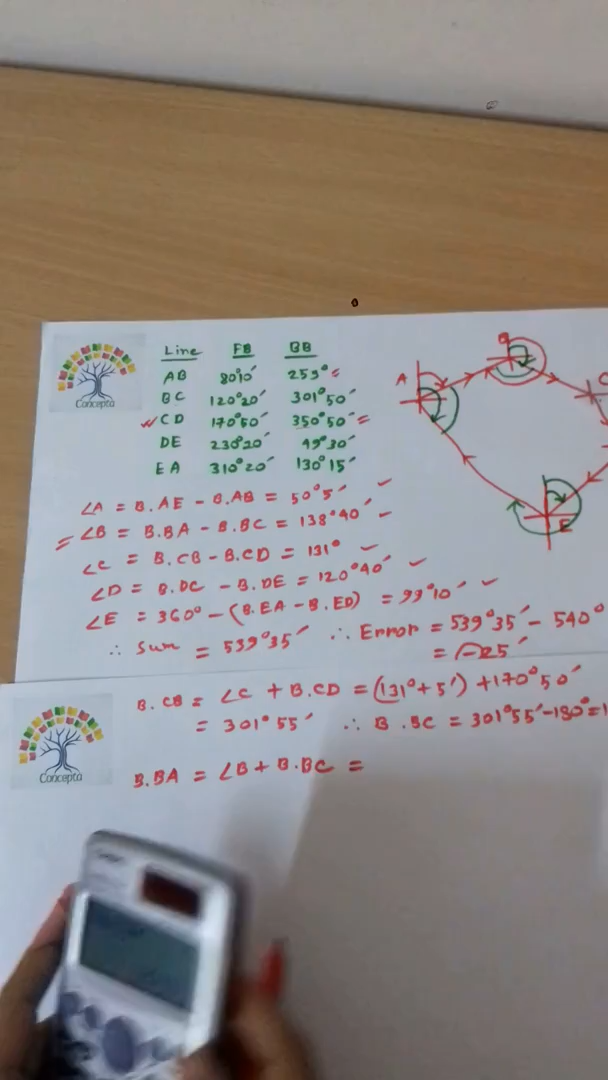 Line FB BB
AB 80°10′ 259°
BC 120°20′ 301°50′
CD 170°50′ 350°50′
DE 230°20′ 49°30′
EA 310°20′ 130°15′
Concepta
A B C E
∠A = B.AE - B.AB = 50°5′
∠B = B.BA - B.BC = 138°40′
∠C = B.CB - B.CD = 131°
∠D = B.DC - B.DE = 120°40′
∠E = 360° - (B.EA - B.ED) = 99°10′
∴ Sum = 539°35′ ∴ Error = 539°35′ - 540°
= -25′
B.CB = ∠C + B.CD = (131° + 5′) + 170°50′
= 301°55′ ∴ B.BC = 301°55′ - 180° = 1
Concepta
B.BA = ∠B + B.BC =